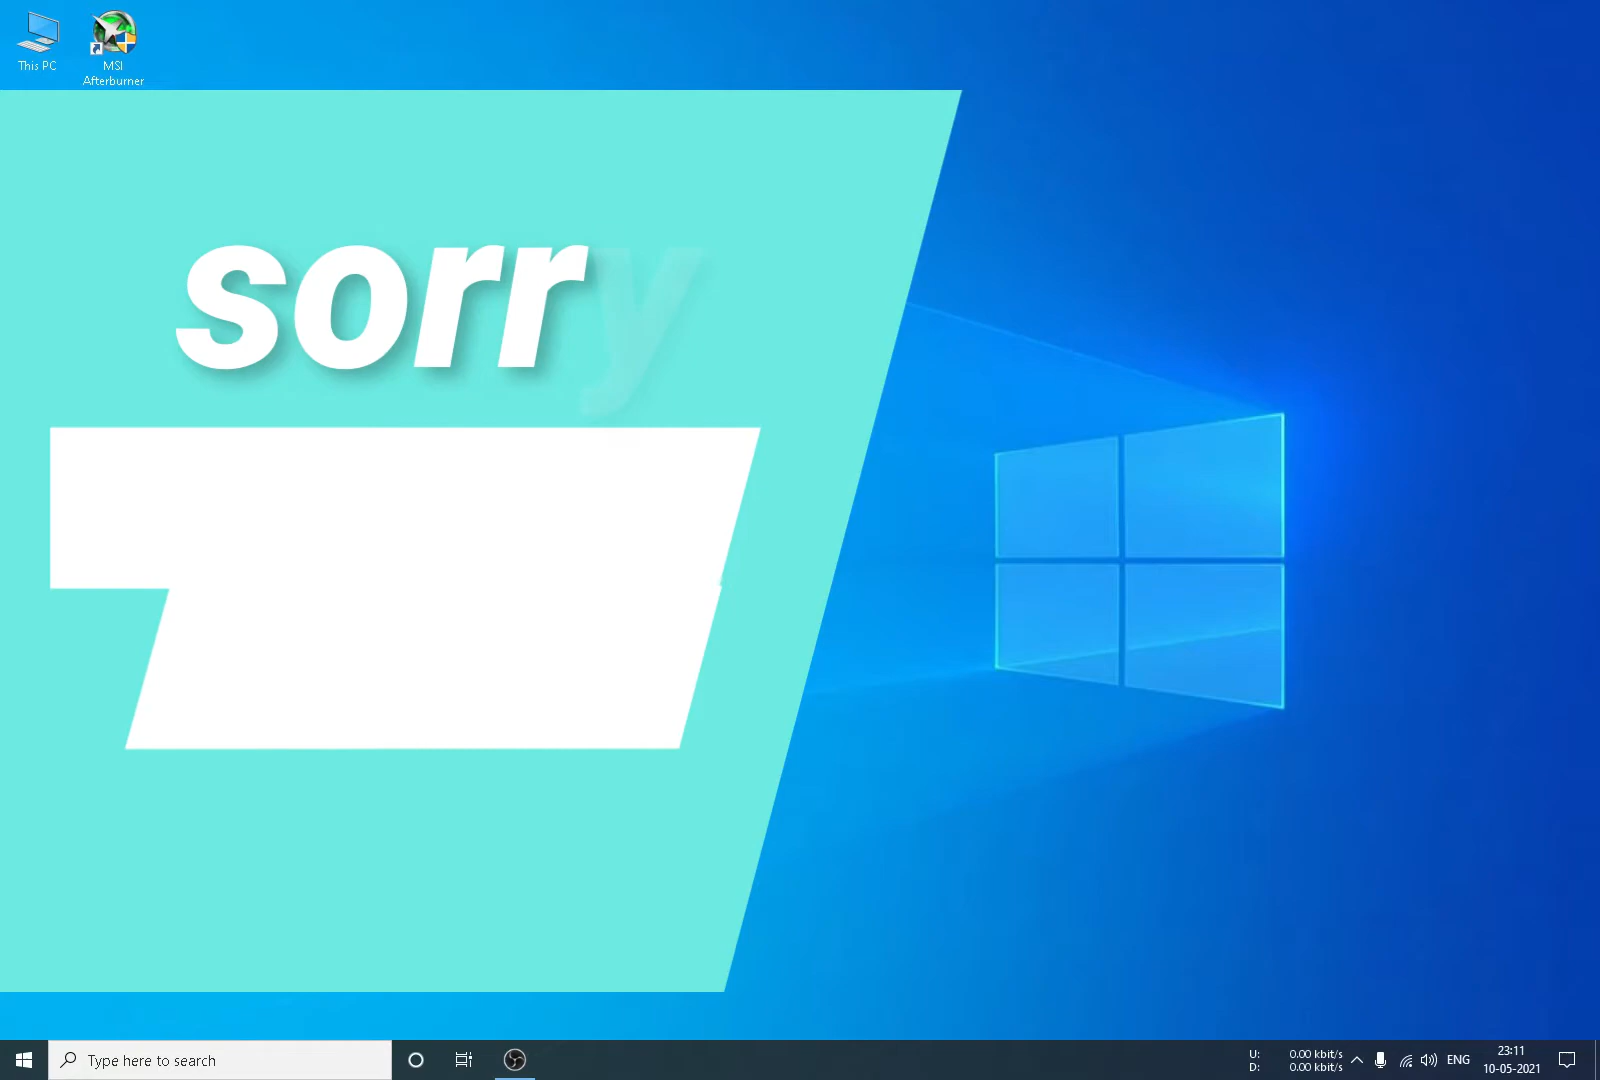 This PC
MSI
Afterburner
sorry
Type here to search
U: 0.00 kbit/s
D: 0.00 kbit/s
ENG
23:11
10-05-2021